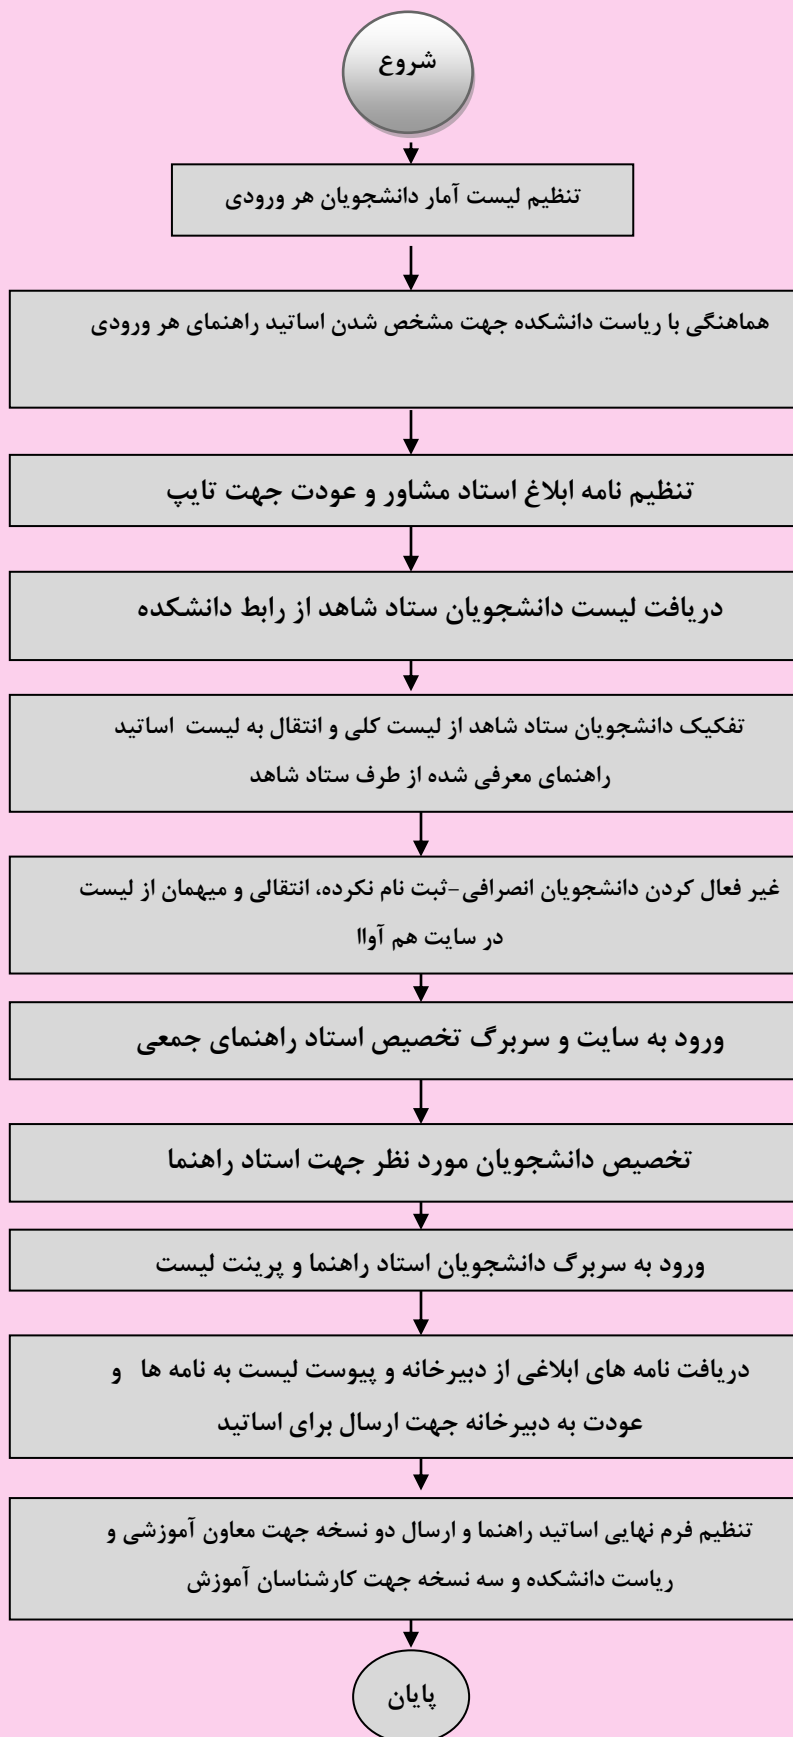 شروع
تنظیم لیست آمار دانشجویان هر ورودی
هماهنگی با ریاست دانشکده جهت مشخص شدن اساتید راهنمای هر ورودی
تنظیم نامه ابلاغ استاد مشاور و عودت جهت تایپ
دریافت لیست دانشجویان ستاد شاهد از رابط دانشکده
تفکیک دانشجویان ستاد شاهد از لیست کلی و انتقال به لیست اساتید
راهنمای معرفی شده از طرف ستاد شاهد
غیر فعال کردن دانشجویان انصرافی-ثبت نام نکرده، انتقالی و میهمان از لیست
در سایت هم آواا
ورود به سایت و سربرگ تخصیص استاد راهنمای جمعی
تخصیص دانشجویان مورد نظر جهت استاد راهنما
ورود به سربرگ دانشجویان استاد راهنما و پرینت لیست
دریافت نامه های ابلاغی از دبیرخانه و پیوست لیست به نامه ها و
عودت به دبیرخانه جهت ارسال برای اساتید
تنظیم فرم نهایی اساتید راهنما و ارسال دو نسخه جهت معاون آموزشی و
ریاست دانشکده و سه نسخه جهت کارشناسان آموزش
پایان